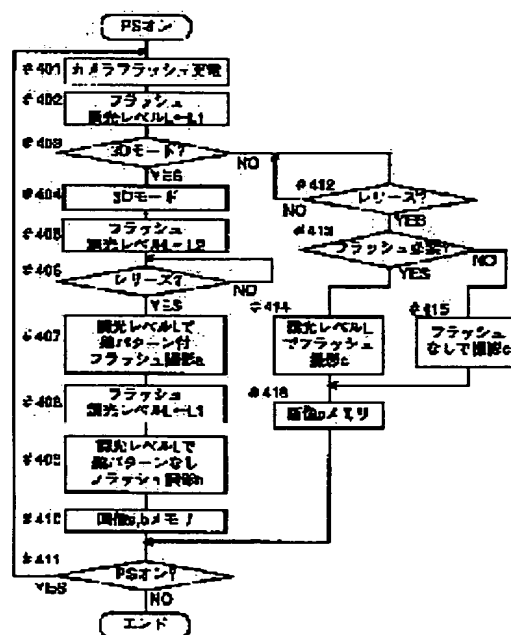 PSオン
#401
カメラフラッシュ充電
#402
フラッシュ
調光レベルL←L1
#403
3Dモード?
NO
YES
#404
3Dモード
#405
フラッシュ
調光レベルL←L2
#406
レリーズ?
NO
YES
#407
調光レベルLで
パターン付
フラッシュ撮影a
#408
フラッシュ
調光レベルL←L1
#409
調光レベルLで
パターンなし
フラッシュ撮影b
#410
画像a,bメモリ
#411
PSオン?
YES
NO
エンド
#412
レリーズ?
NO
YES
#413
フラッシュ必要?
NO
YES
#414
調光レベルL
でフラッシュ
撮影c
#415
フラッシュ
なしで撮影c
#416
画像cメモリ